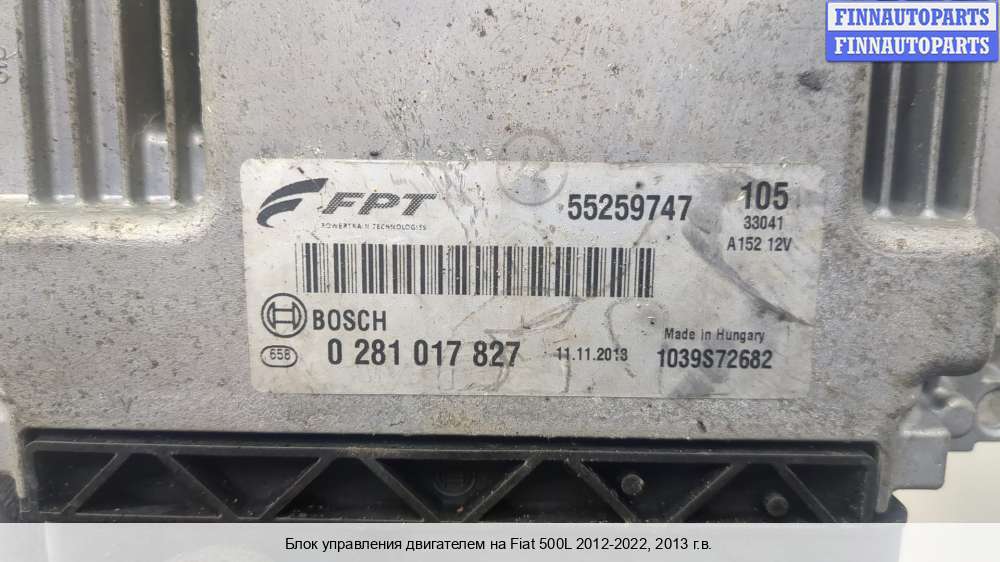 FINNAUTOPARTS
FINNAUTOPARTS
FPT
POWERTRAIN TECHNOLOGIES
55259747
105
33041
A152 12V
BOSCH
658
0 281 017 827
11.11.2013
Made in Hungary
1039S72682
Блок управления двигателем на Fiat 500L 2012-2022, 2013 г.в.